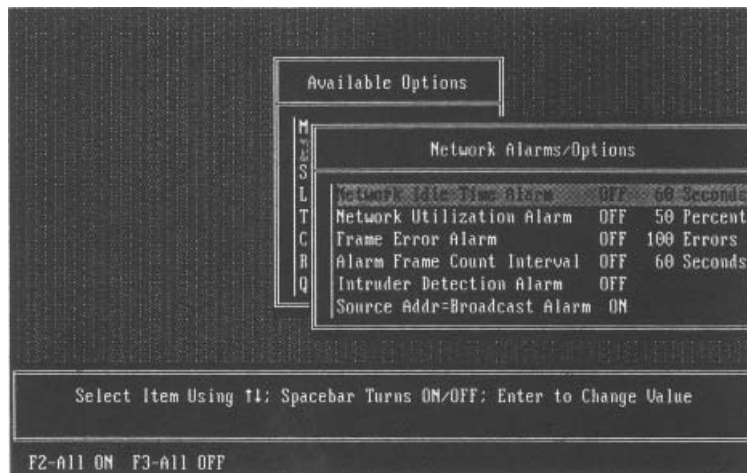 Available Options
M
Network Alarms/Options
S
L
Network Idle Time Alarm OFF 60 Seconds
T
Network Utilization Alarm OFF 50 Percent
C
Frame Error Alarm OFF 100 Errors
R
Alarm Frame Count Interval OFF 60 Seconds
Q
Intruder Detection Alarm OFF
Source Addr=Broadcast Alarm ON
Select Item Using ↑↓; Spacebar Turns ON/OFF; Enter to Change Value
F2-All ON F3-All OFF